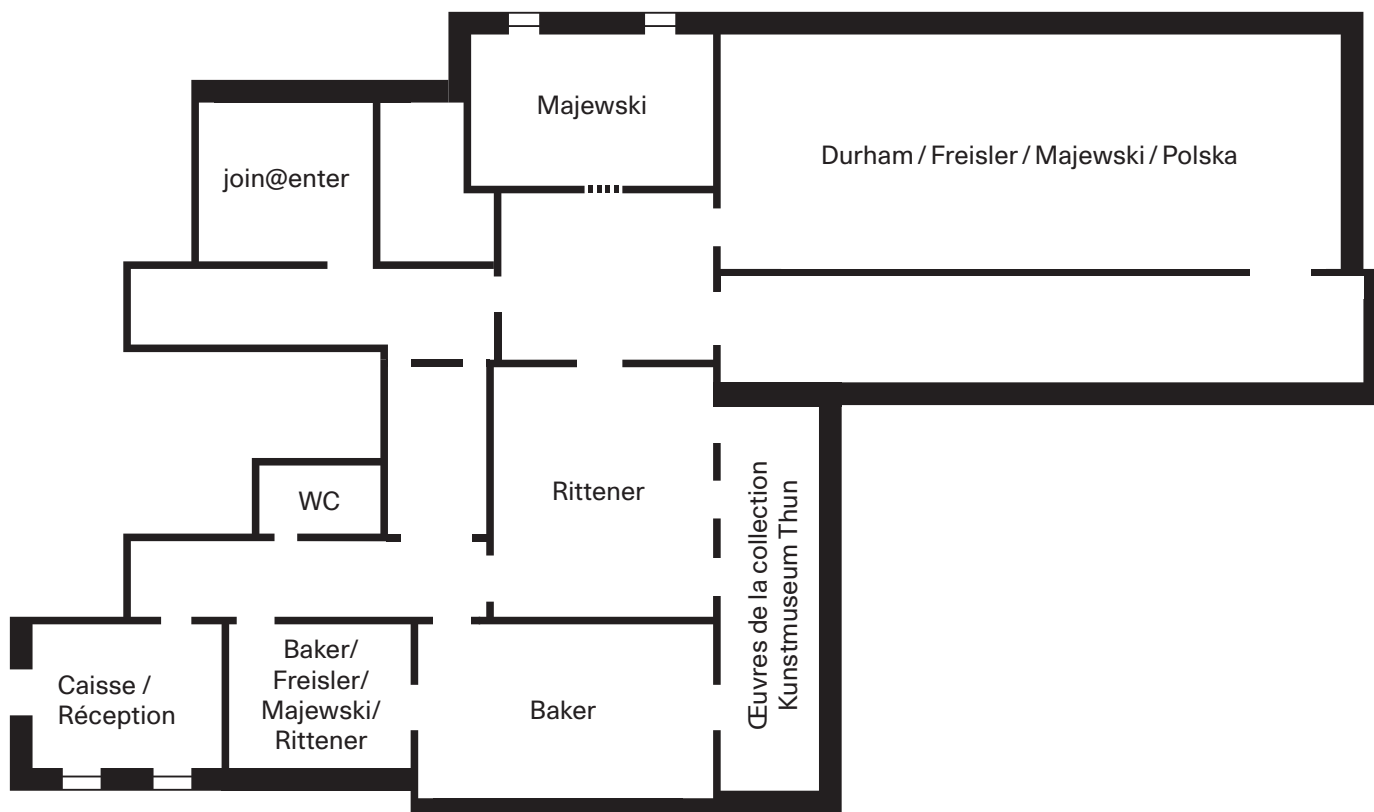 Majewski
Durham / Freisler / Majewski / Polska
join@enter
Rittener
WC
Œuvres de la collection
Kunstmuseum Thun
Caisse /
Réception
Baker/
Freisler/
Majewski/
Rittener
Baker